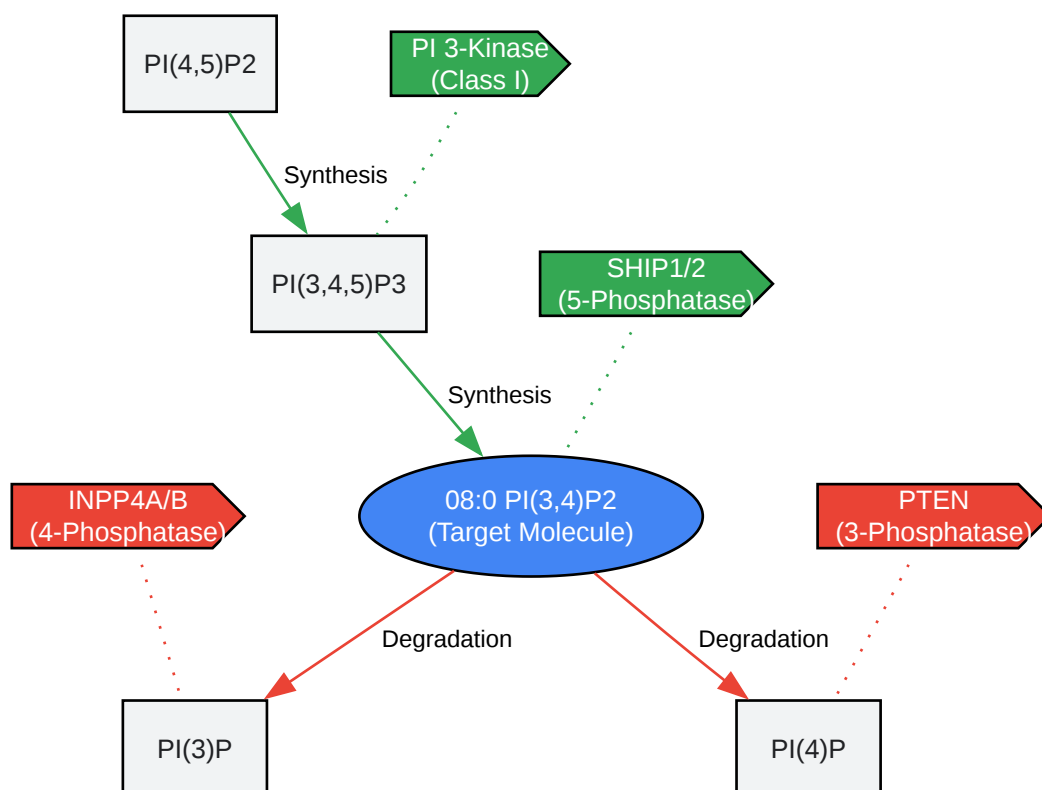 PI(4,5)P2
PI 3-Kinase
(Class I)
Synthesis
PI(3,4,5)P3
SHIP1/2
(5-Phosphatase)
Synthesis
08:0 PI(3,4)P2
(Target Molecule)
INPP4A/B
(4-Phosphatase)
PTEN
(3-Phosphatase)
Degradation
Degradation
PI(3)P
PI(4)P